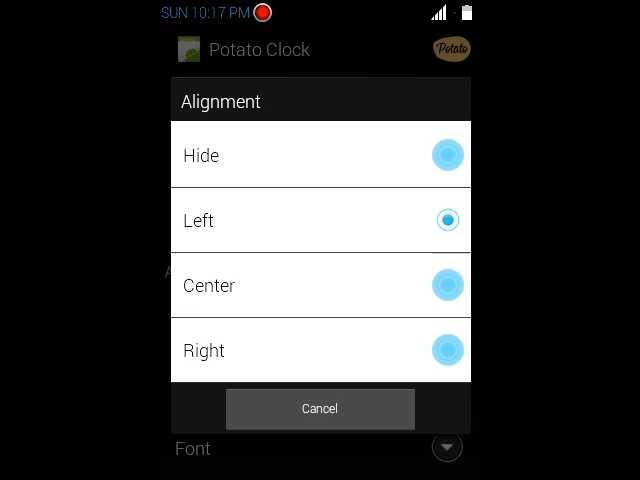 SUN 10:17 PM
Potato Clock
Potato
Alignment
Hide
Left
Center
Right
Cancel
Font